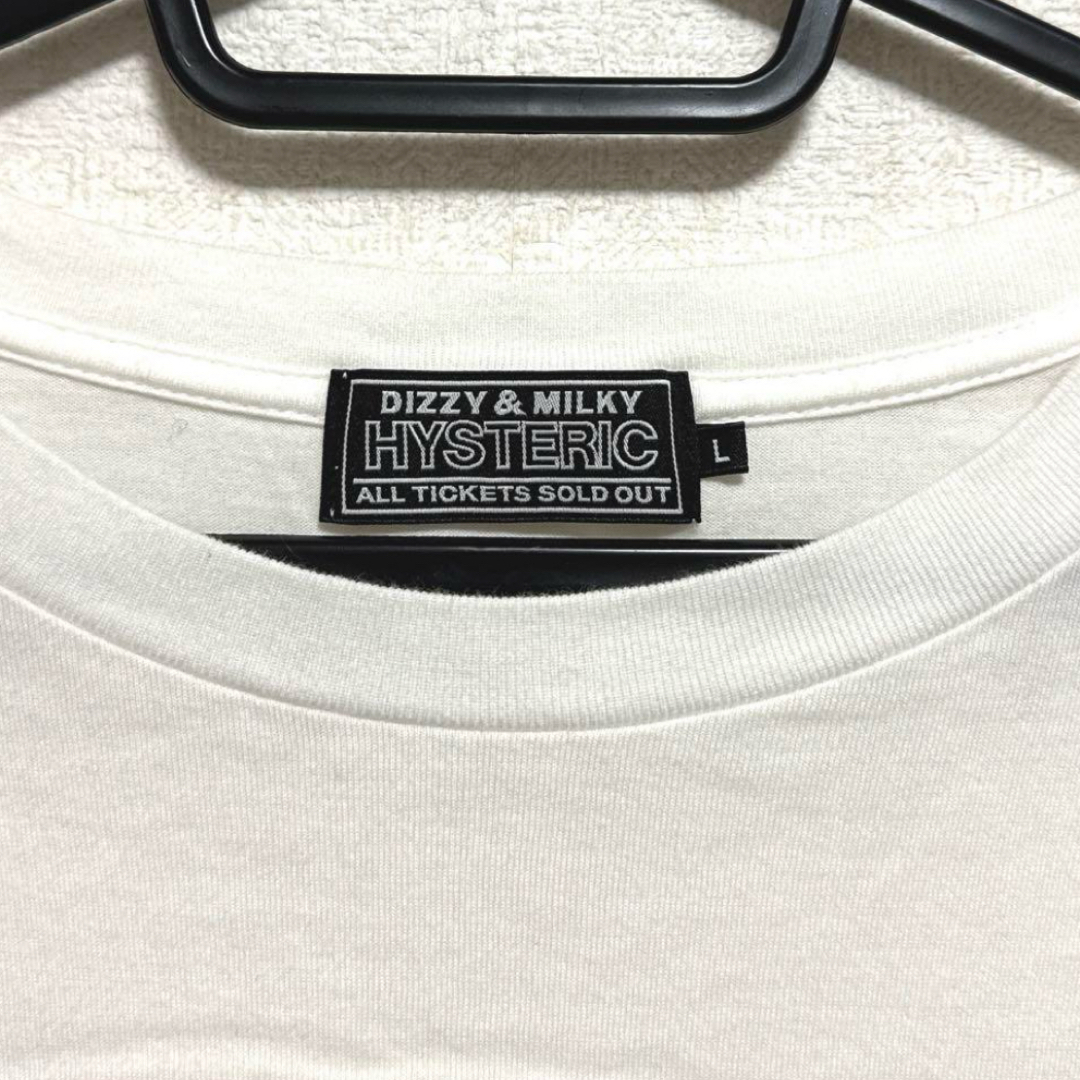 DIZZY & MILKY
HYSTERIC
ALL TICKETS SOLD OUT
L